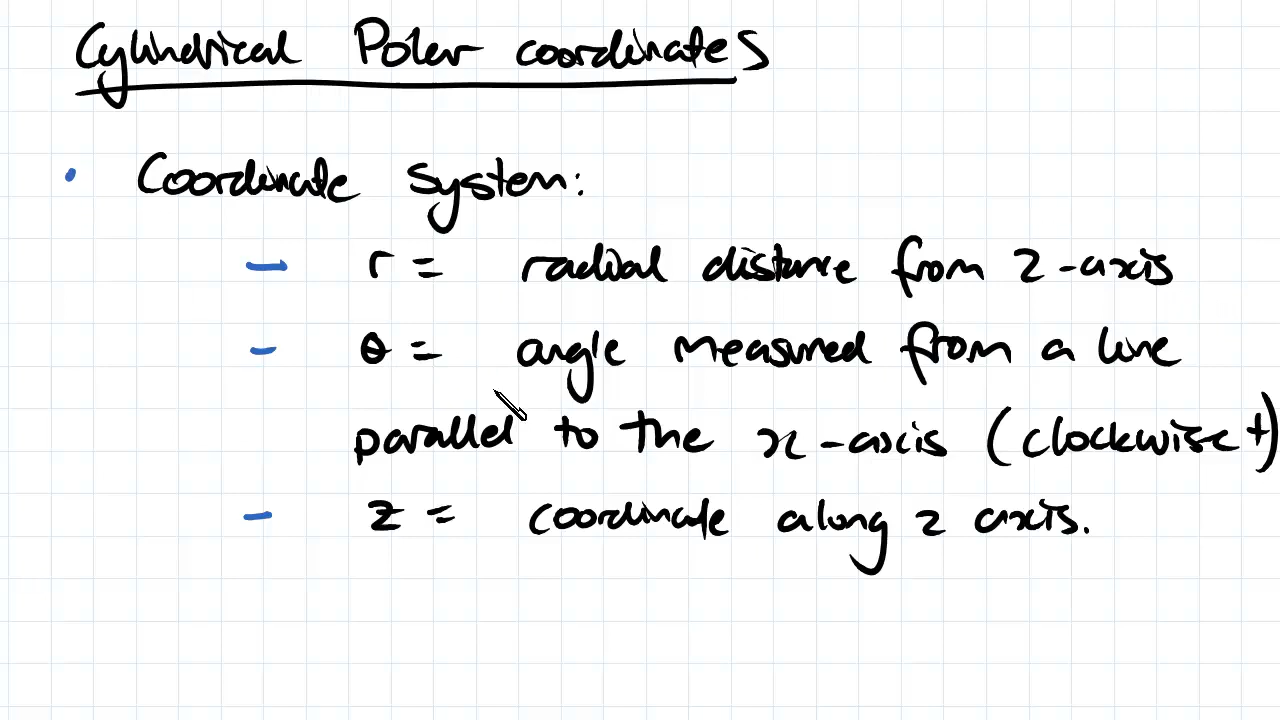 Cylindrical Polar coordinates
• Coordinate system:
- r = radial distance from z-axis
- θ = angle measured from a line
parallel to the x-axis (clockwise +)
- z = coordinate along z axis.